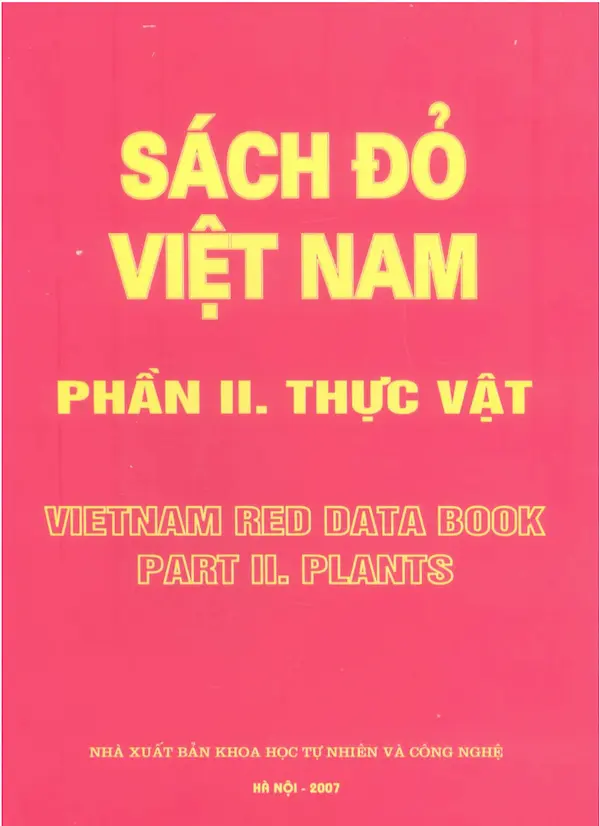 SÁCH ĐỎ
VIỆT NAM
PHẦN II. THỰC VẬT
VIETNAM RED DATA BOOK
PART II. PLANTS
NHÀ XUẤT BẢN KHOA HỌC TỰ NHIÊN VÀ CÔNG NGHỆ
HÀ NỘI - 2007